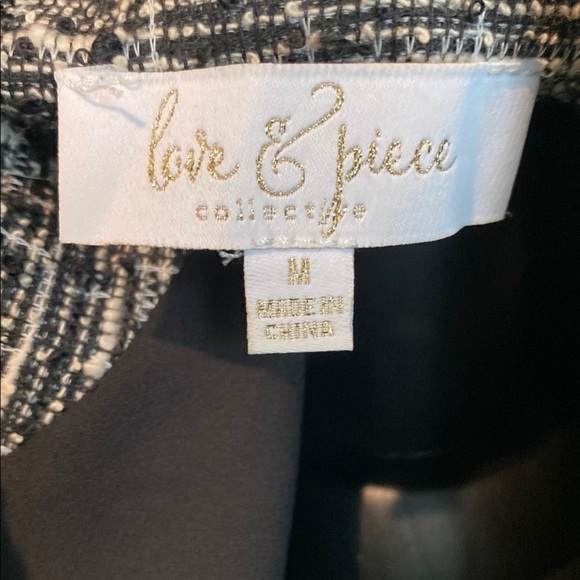 love & piece
collective
M
MADE IN
CHINA